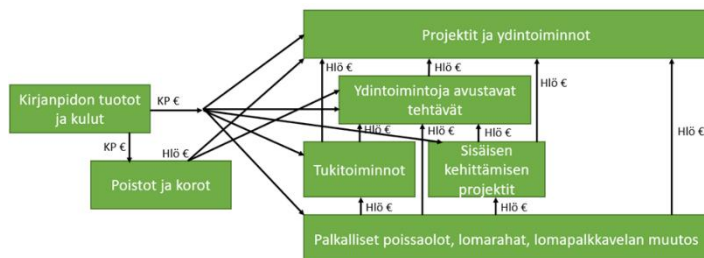 Projektit ja ydintoiminnot
Hlö €
Hlö €
Hlö €
Ydintoimintoja avustavat
tehtävät
Kirjanpidon tuotot
ja kulut
KP €
KP €
Hlö €
Hlö €
Hlö €
Hlö €
Hlö €
Poistot ja korot
Tukitoiminnot
Sisäisen
kehittämisen
projektit
Hlö €
Hlö €
Palkalliset poissaolot, lomarahat, lomapalkkavelan muutos